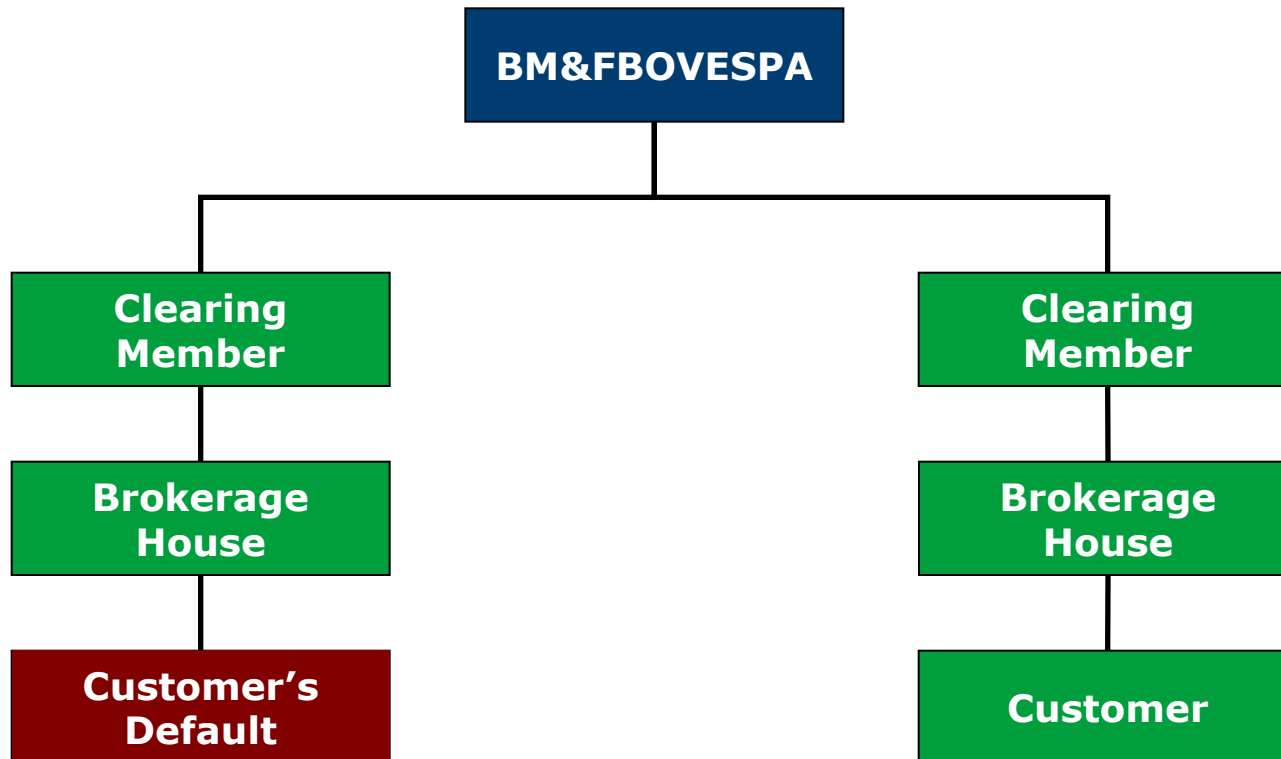 BM&FBOVESPA
Clearing
Member
Clearing
Member
Brokerage
House
Brokerage
House
Customer’s
Default
Customer